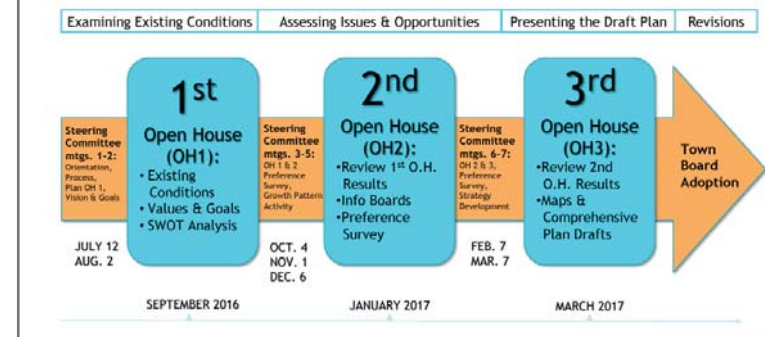 Examining Existing Conditions
Assessing Issues & Opportunities
Presenting the Draft Plan
Revisions
Steering
Committee
mtgs. 1-2:
Orientation,
Process,
Plan OH 1,
Vision & Goals
JULY 12
AUG. 2
1st
Open House
(OH1):
• Existing
Conditions
• Values & Goals
• SWOT Analysis
SEPTEMBER 2016
Steering
Committee
mtgs. 3-5:
OH 1 & 2
Preference
Survey,
Growth Pattern
Activity
OCT. 4
NOV. 1
DEC. 6
2nd
Open House
(OH2):
•Review 1st O.H.
Results
•Info Boards
•Preference
Survey
JANUARY 2017
Steering
Committee
mtgs. 6-7:
OH 2 & 3,
Preference
Survey,
Strategy
Development
FEB. 7
MAR. 7
3rd
Open House
(OH3):
•Review 2nd
O.H. Results
•Maps &
Comprehensive
Plan Drafts
MARCH 2017
Town
Board
Adoption